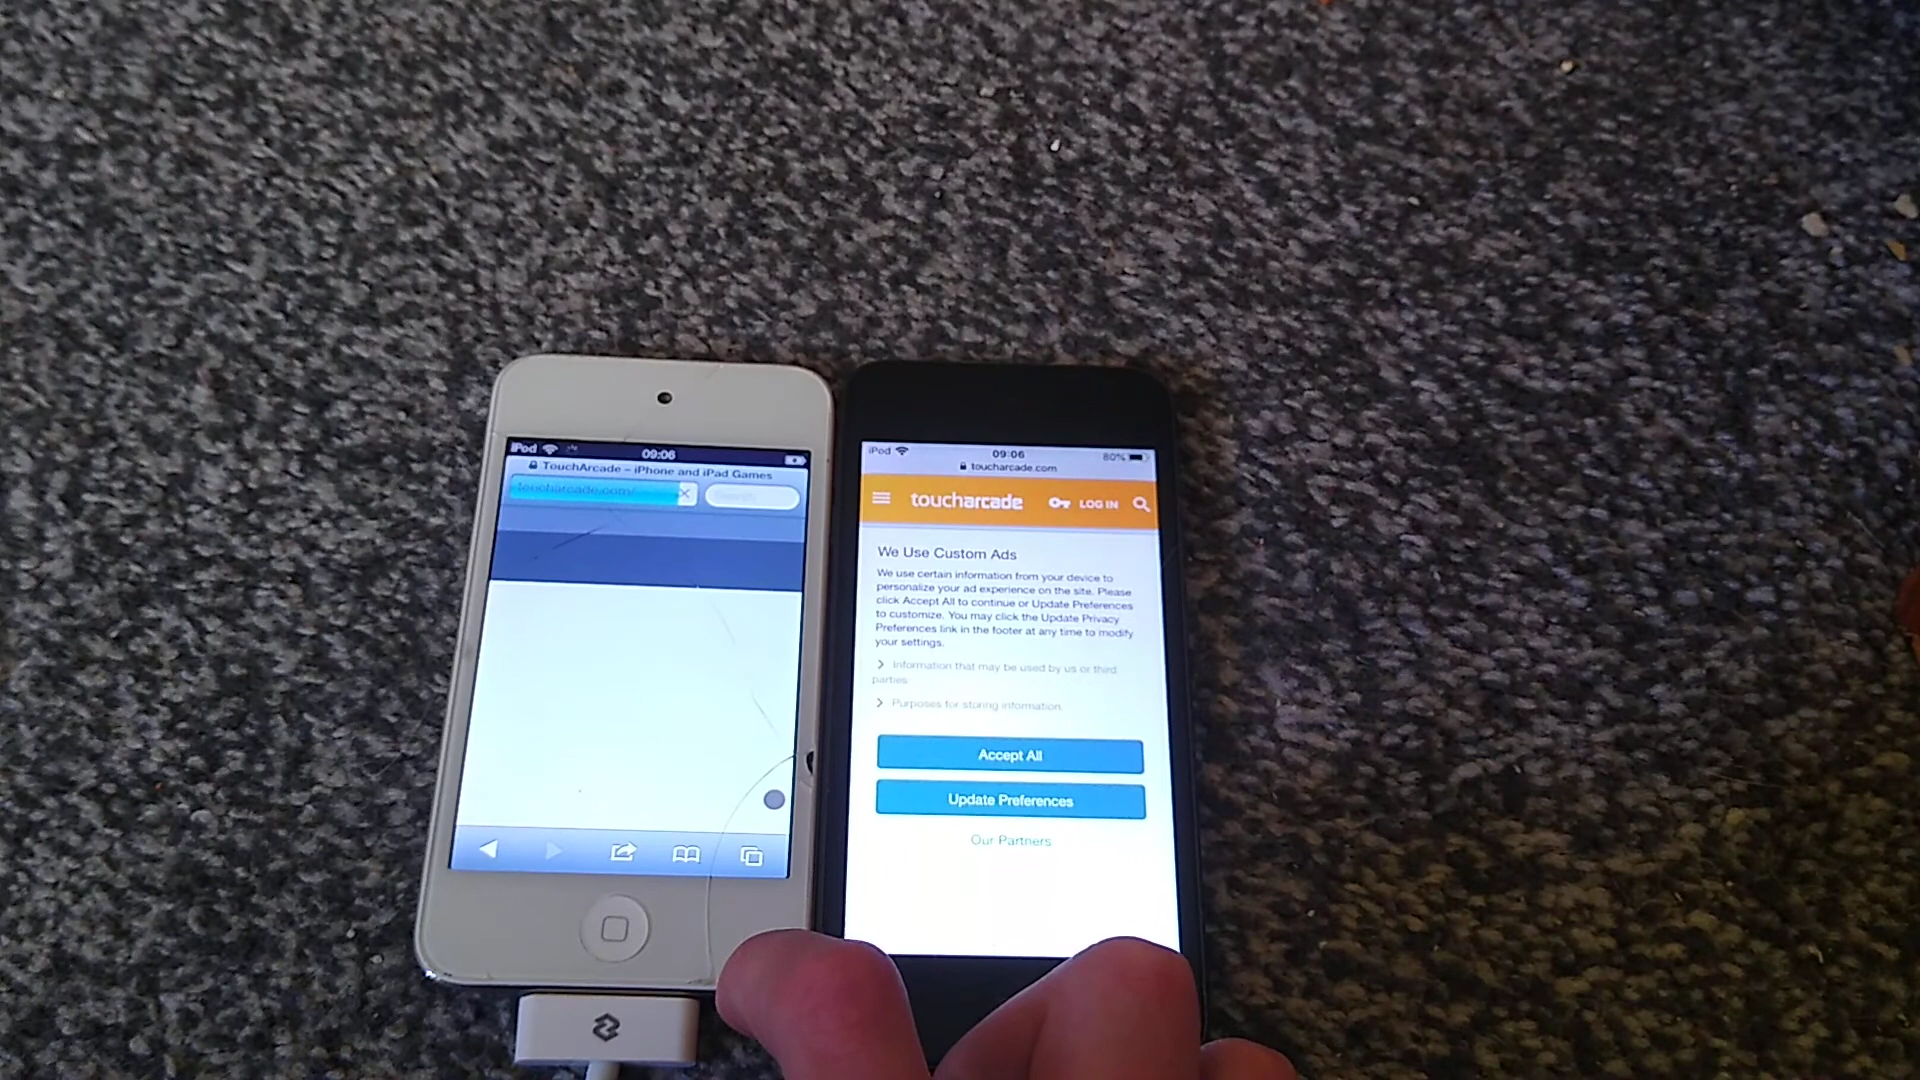 iPod 09:06
TouchArcade – iPhone and iPad Games
toucharcade.com/
iPod 09:06 80%
toucharcade.com
toucharcade LOG IN
We Use Custom Ads
We use certain information from your device to
personalize your ad experience on the site. Please
click Accept All to continue or Update Preferences
to customize. You may click the Update Privacy
Preferences link in the footer at any time to modify
your settings.
Information that may be used by us or third
parties
Purposes for storing information.
Accept All
Update Preferences
Our Partners